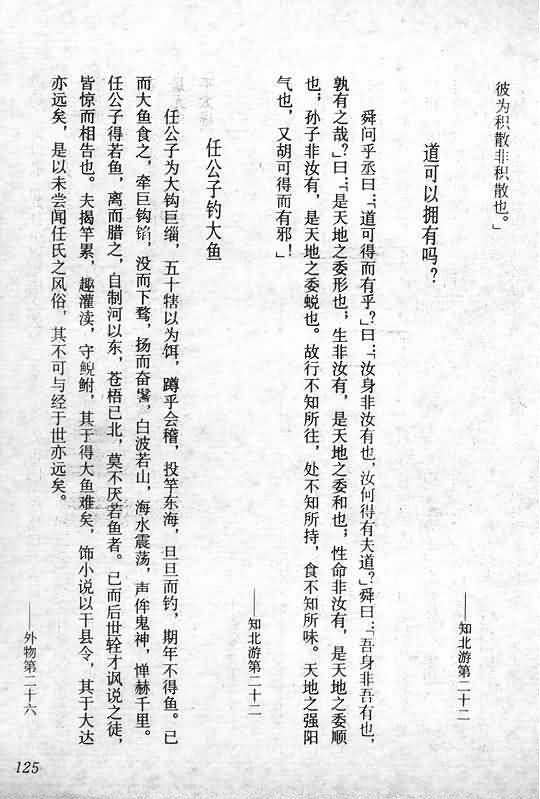 彼为积散非积散也。」
——知北游第二十二
道可以拥有吗？
舜问乎丞曰：「道可得而有乎？」曰：「汝身非汝有也，汝何得有夫道？」舜曰：「吾身非吾有也，
孰有之哉？」曰：「是天地之委形也；生非汝有，是天地之委和也；性命非汝有，是天地之委顺
也；孙子非汝有，是天地之委蜕也。故行不知所往，处不知所持，食不知所味。天地之强阳
气也，又胡可得而有邪！」
——知北游第二十二
任公子钓大鱼
任公子为大钩巨缁，五十犗以为饵，蹲乎会稽，投竿东海，旦旦而钓，期年不得鱼。已
而大鱼食之，牵巨钩，馅没而下骛，扬而奋鬐，白波若山，海水震荡，声侔鬼神，惮赫千里。
任公子得若鱼，离而腊之，自制河以东，苍梧已北，莫不厌若鱼者。已而后世辁才讽说之徒，
皆惊而相告也。夫揭竿累，趣灌渎，守鲵鲋，其于得大鱼难矣，饰小说以干县令，其于大达
亦远矣，是以未尝闻任氏之风俗，其不可与经于世亦远矣。
——外物第二十六
125